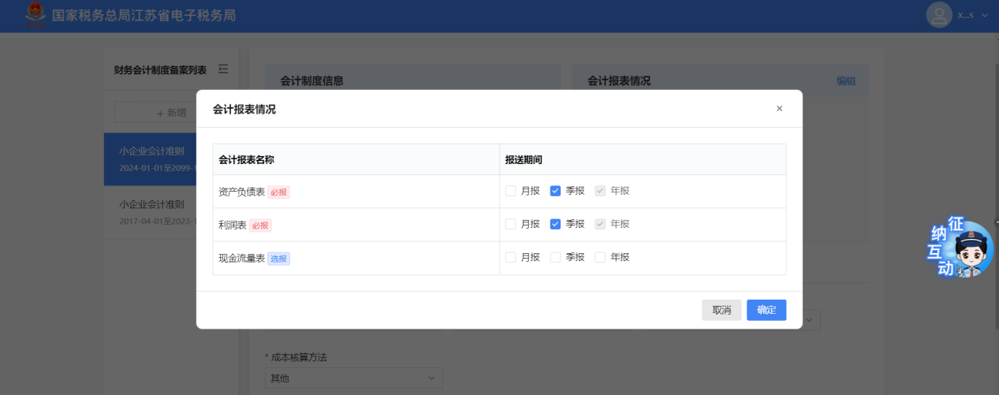 国家税务总局江苏省电子税务局
X...S
财务会计制度备案列表
会计制度信息
会计报表情况 编辑
+ 新增
小企业会计准则
2024-01-01至2099-1
小企业会计准则
2017-04-01至2023-1
会计报表情况 ×
会计报表名称 报送期间
资产负债表 必报 月报 季报 年报
利润表 必报 月报 季报 年报
现金流量表 选报 月报 季报 年报
取消 确定
征纳互动
* 成本核算方法
其他